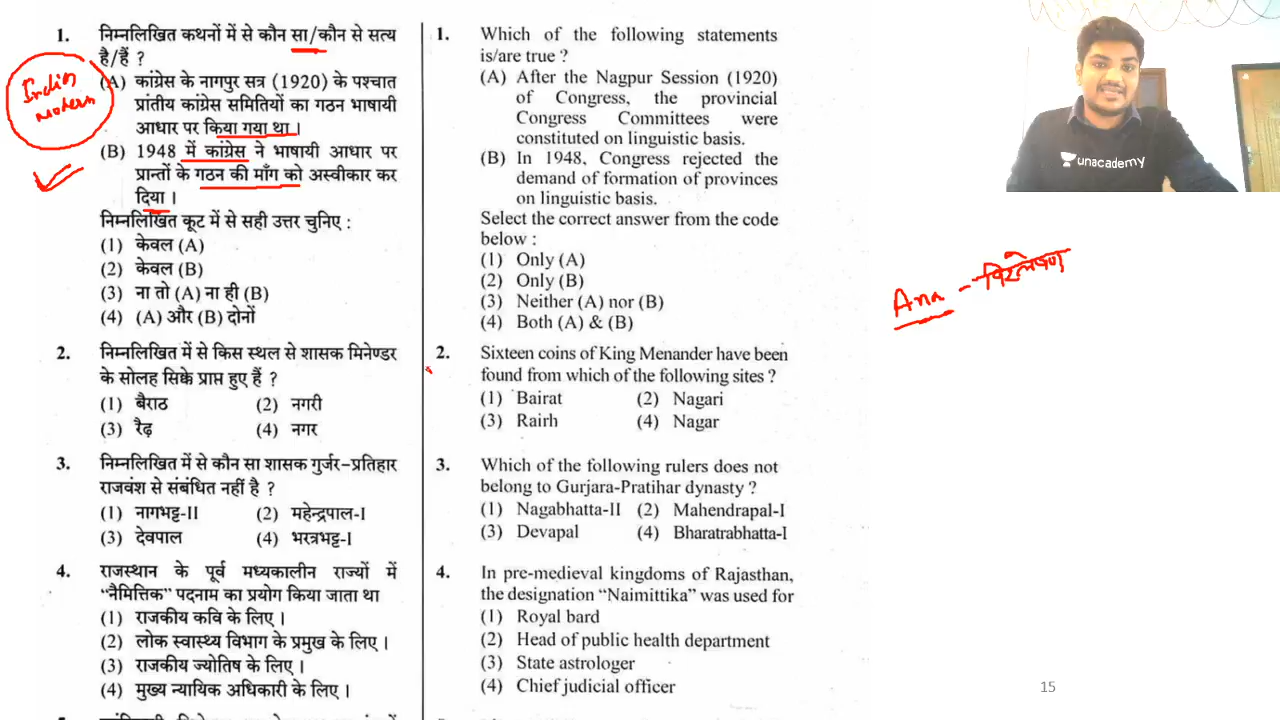 1. निम्नलिखित कथनों में से कौन सा/कौन से सत्य
है/हैं ?
(A) कांग्रेस के नागपुर सत्र (1920) के पश्चात
प्रांतीय कांग्रेस समितियों का गठन भाषायी
आधार पर किया गया था ।
(B) 1948 में कांग्रेस ने भाषायी आधार पर
प्रान्तों के गठन की माँग को अस्वीकार कर
दिया ।
निम्नलिखित कूट में से सही उत्तर चुनिए :
(1) केवल (A)
(2) केवल (B)
(3) ना तो (A) ना ही (B)
(4) (A) और (B) दोनों
2. निम्नलिखित में से किस स्थल से शासक मिनेण्डर
के सोलह सिक्के प्राप्त हुए हैं ?
(1) बैराठ (2) नगरी
(3) रैढ़ (4) नगर
3. निम्नलिखित में से कौन सा शासक गुर्जर-प्रतिहार
राजवंश से संबंधित नहीं है ?
(1) नागभट्ट-II (2) महेन्द्रपाल-I
(3) देवपाल (4) भरत्रभट्ट-I
4. राजस्थान के पूर्व मध्यकालीन राज्यों में
“नैमित्तिक” पदनाम का प्रयोग किया जाता था
(1) राजकीय कवि के लिए ।
(2) लोक स्वास्थ्य विभाग के प्रमुख के लिए ।
(3) राजकीय ज्योतिष के लिए ।
(4) मुख्य न्यायिक अधिकारी के लिए ।
Indian
modern
1. Which of the following statements
is/are true ?
(A) After the Nagpur Session (1920)
of Congress, the provincial
Congress Committees were
constituted on linguistic basis.
(B) In 1948, Congress rejected the
demand of formation of provinces
on linguistic basis.
Select the correct answer from the code
below :
(1) Only (A)
(2) Only (B)
(3) Neither (A) nor (B)
(4) Both (A) & (B)
2. Sixteen coins of King Menander have been
found from which of the following sites ?
(1) Bairat (2) Nagari
(3) Rairh (4) Nagar
3. Which of the following rulers does not
belong to Gurjara-Pratihar dynasty ?
(1) Nagabhatta-II (2) Mahendrapal-I
(3) Devapal (4) Bharatrabhatta-I
4. In pre-medieval kingdoms of Rajasthan,
the designation “Naimittika” was used for
(1) Royal bard
(2) Head of public health department
(3) State astrologer
(4) Chief judicial officer
unacademy
Ana - विश्लेषण
15